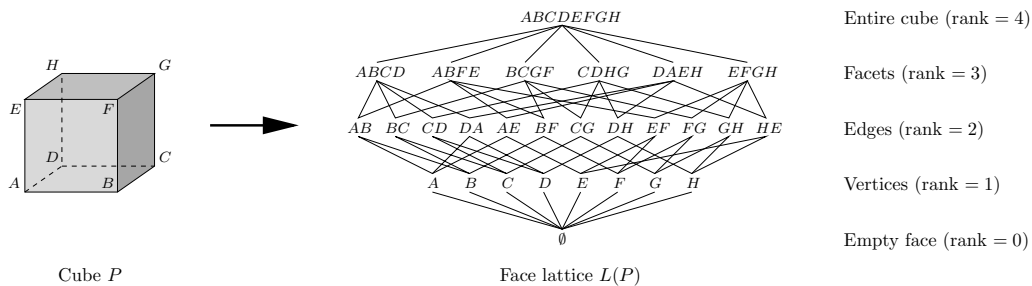 ABCDEFGH Entire cube (rank = 4)
H G
ABCD ABFE BCGF CDHG DAEH EFGH Facets (rank = 3)
E F
AB BC CD DA AE BF CG DH EF FG GH HE Edges (rank = 2)
D C
A B
A B C D E F G H Vertices (rank = 1)
∅ Empty face (rank = 0)
Cube P Face lattice L(P)